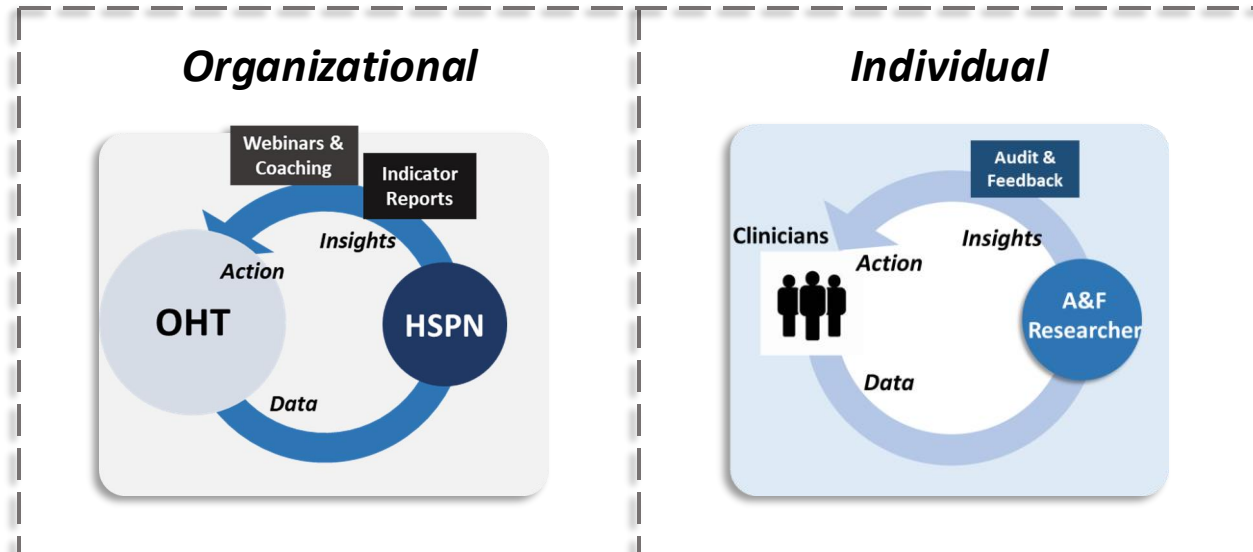 Organizational
Webinars &
Coaching
Indicator
Reports
Insights
Action
OHT
HSPN
Data
Individual
Audit &
Feedback
Clinicians
Insights
Action
A&F
Researcher
Data